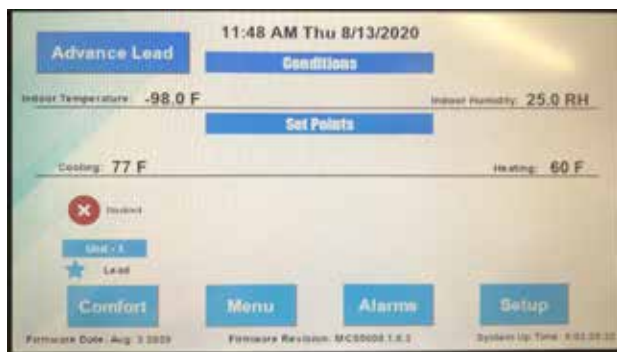 11:48 AM Thu 8/13/2020
Advance Lead
Conditions
Indoor Temperature: -98.0 F
Indoor Humidity: 25.0 RH
Set Points
Cooling: 77 F
Heating: 60 F
Unit - 1
Lead
Comfort
Menu
Alarms
Setup
Firmware Date: Aug 3 2020
Firmware Revision:
System Up Time: